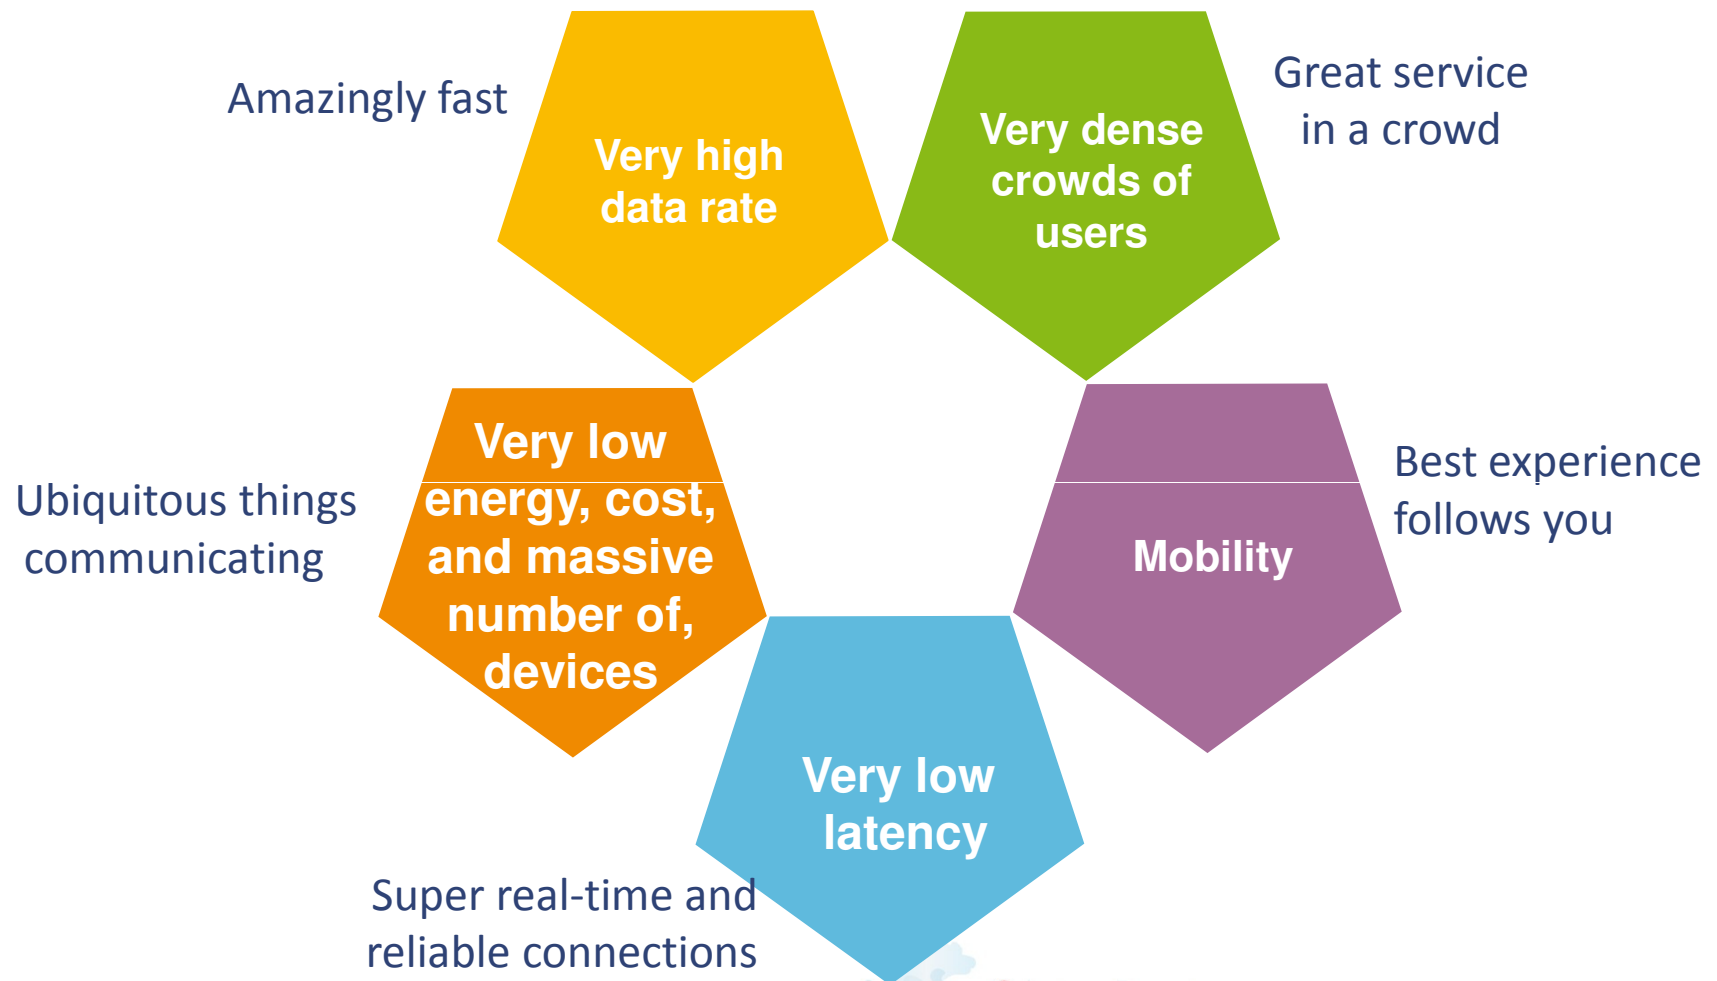 Amazingly fast
Very high
data rate
Very dense
crowds of
users
Great service
in a crowd
Ubiquitous things
communicating
Very low
energy, cost,
and massive
number of,
devices
Mobility
Best experience
follows you
Very low
latency
Super real-time and
reliable connections